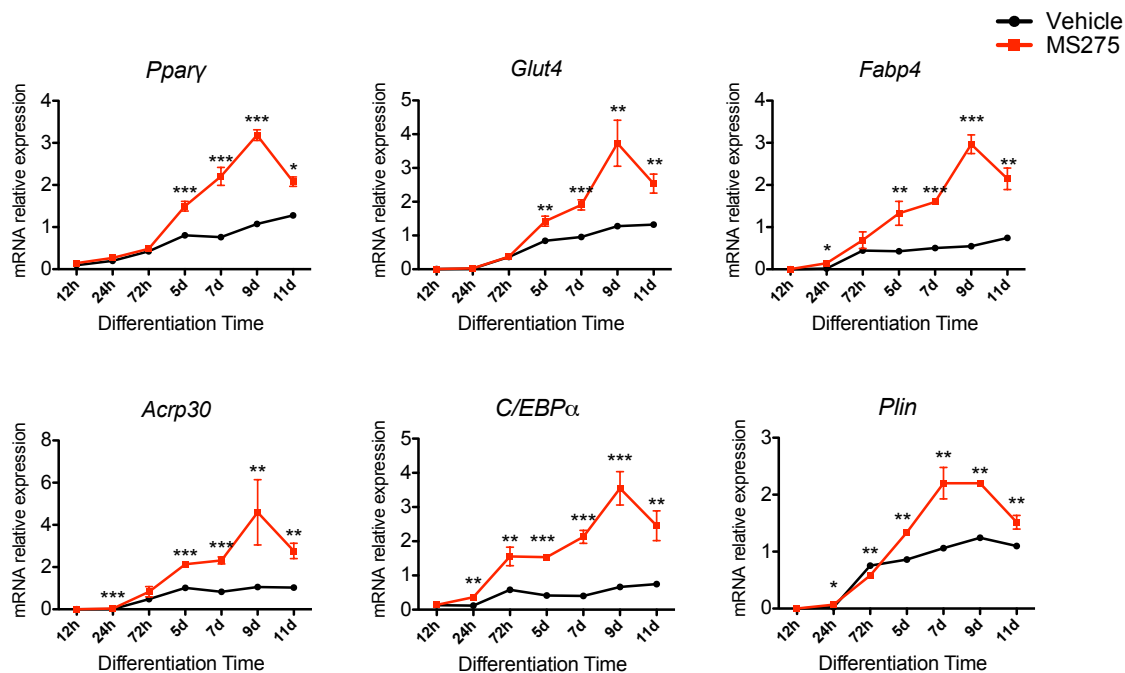 Vehicle
MS275
Pparγ
mRNA relative expression
4
3
2
1
0
***
***
***
*
12h 24h 72h 5d 7d 9d 11d
Differentiation Time
Glut4
mRNA relative expression
5
4
3
2
1
0
**
***
**
**
12h 24h 72h 5d 7d 9d 11d
Differentiation Time
Fabp4
mRNA relative expression
4
3
2
1
0
*
**
***
***
**
12h 24h 72h 5d 7d 9d 11d
Differentiation Time
Acrp30
mRNA relative expression
8
6
4
2
0
***
***
***
**
**
12h 24h 72h 5d 7d 9d 11d
Differentiation Time
C/EBPα
mRNA relative expression
5
4
3
2
1
0
**
**
***
***
***
**
12h 24h 72h 5d 7d 9d 11d
Differentiation Time
Plin
mRNA relative expression
3
2
1
0
*
**
**
**
**
**
12h 24h 72h 5d 7d 9d 11d
Differentiation Time